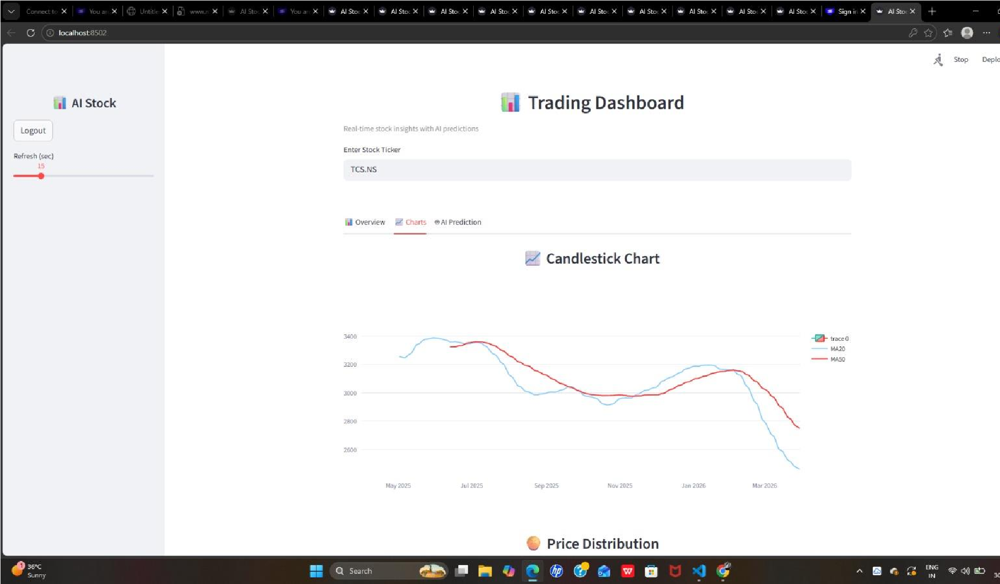 Connect to
You ar
Untitle
www.n
AI Stoc
You ar
AI Stoc
AI Stoc
AI Stoc
AI Stoc
AI Stoc
AI Stoc
AI Stoc
AI Stoc
AI Stoc
AI Stoc
Sign in
AI Stoc
localhost:8502
Stop
Deplo
AI Stock
Logout
Refresh (sec)
15
Trading Dashboard
Real-time stock insights with AI predictions
Enter Stock Ticker
TCS.NS
Overview
Charts
AI Prediction
Candlestick Chart
3400
3200
3000
2800
2600
trace 0
MA20
MA50
May 2025
Jul 2025
Sep 2025
Nov 2025
Jan 2026
Mar 2026
Price Distribution
1
36°C
Sunny
Search
ENG
IN